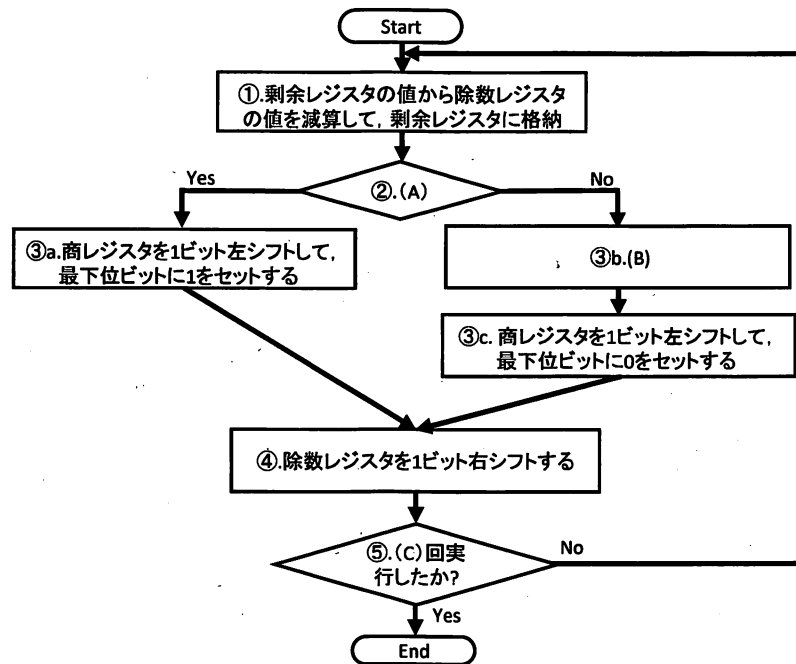 Start
①.剰余レジスタの値から除数レジスタ
の値を減算して, 剰余レジスタに格納
Yes
②.(A)
No
③a.商レジスタを1ビット左シフトして,
最下位ビットに1をセットする
③b.(B)
③c. 商レジスタを1ビット左シフトして,
最下位ビットに0をセットする
④.除数レジスタを1ビット右シフトする
⑤.(C)回実
行したか?
No
Yes
End